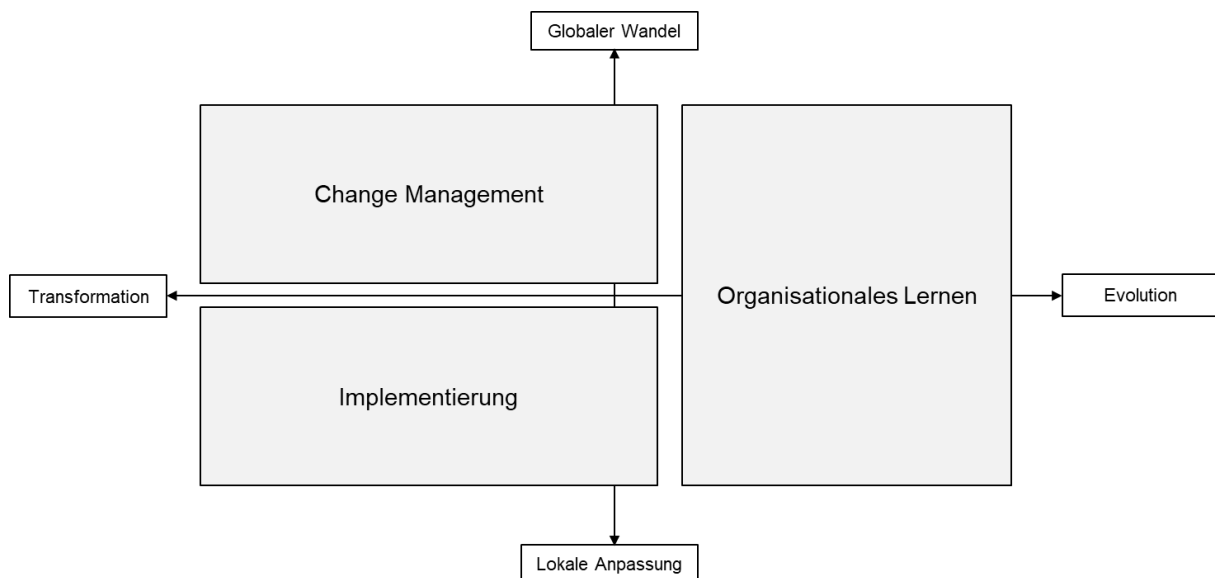 Globaler Wandel
Change Management
Organisationales Lernen
Transformation
Evolution
Implementierung
Lokale Anpassung